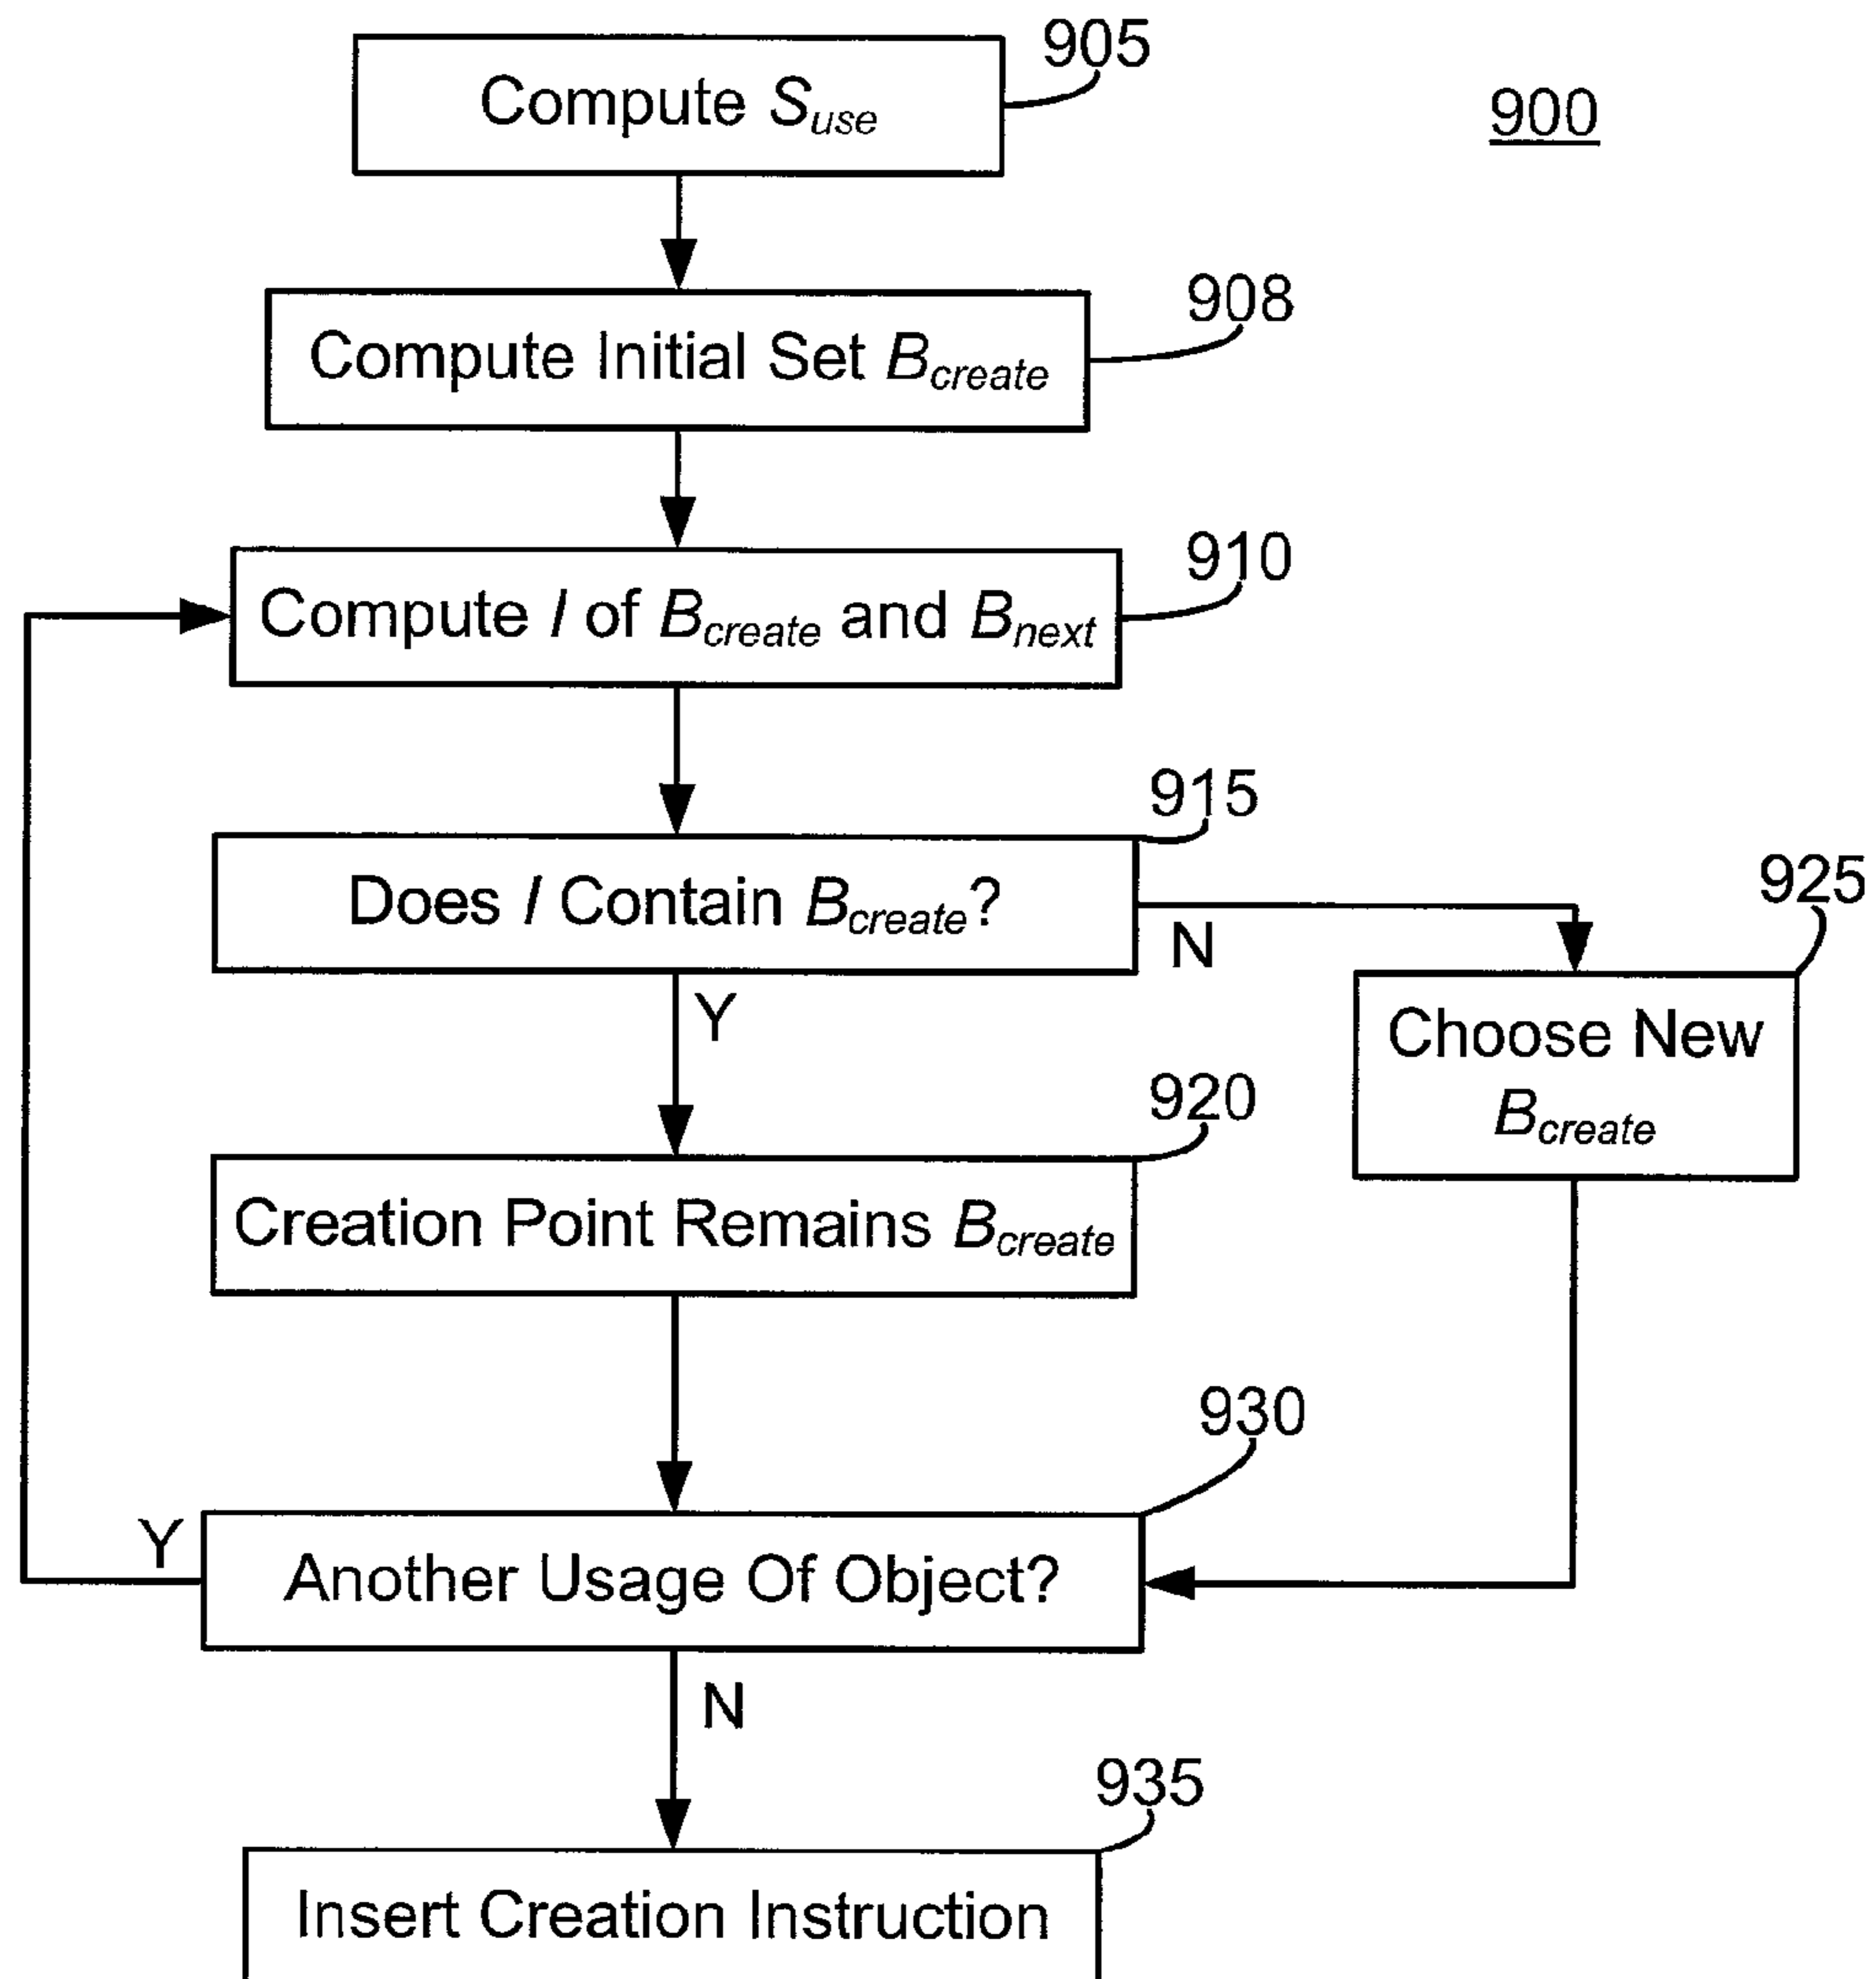 905
Compute Suse
900
908
Compute Initial Set Bcreate
910
Compute I of Bcreate and Bnext
915
Does I Contain Bcreate?
925
N
Y
Choose New
Bcreate
920
Creation Point Remains Bcreate
930
Y
Another Usage Of Object?
N
935
Insert Creation Instruction